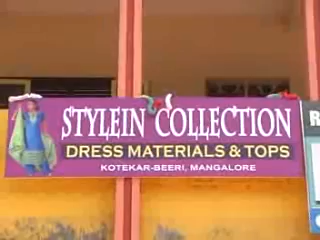 STYLEIN COLLECTION
DRESS MATERIALS & TOPS
KOTEKAR-BEERI, MANGALORE
R